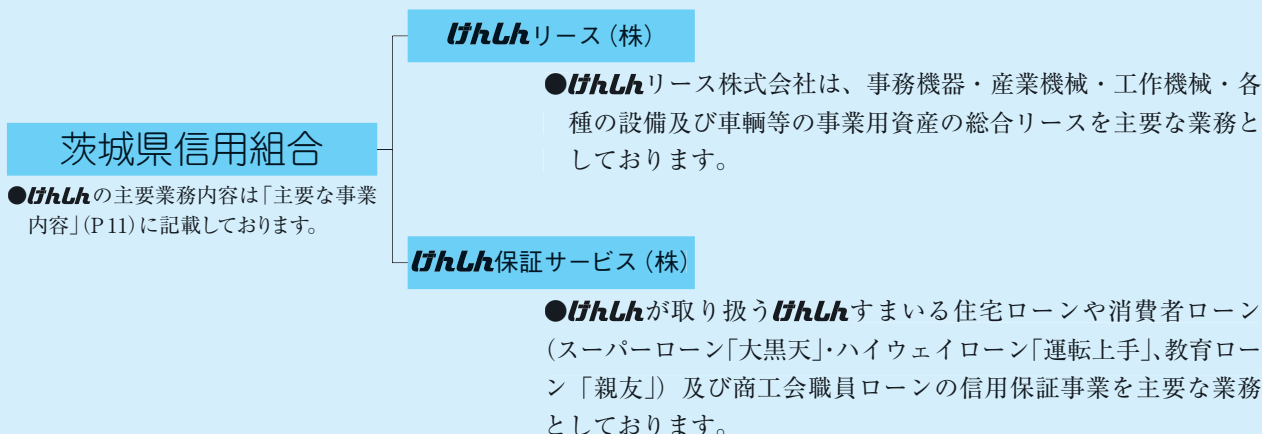 けんしんリース（株）
●けんしんリース株式会社は、事務機器・産業機械・工作機械・各
種の設備及び車輌等の事業用資産の総合リースを主要な業務と
しております。
茨城県信用組合
●けんしんの主要業務内容は「主要な事業
内容」（P11）に記載しております。
けんしん保証サービス（株）
●けんしんが取り扱うけんしんすまいる住宅ローンや消費者ローン
（スーパーローン「大黒天」・ハイウェイローン「運転上手」、教育ロー
ン「親友」）及び商工会職員ローンの信用保証事業を主要な業務
としております。